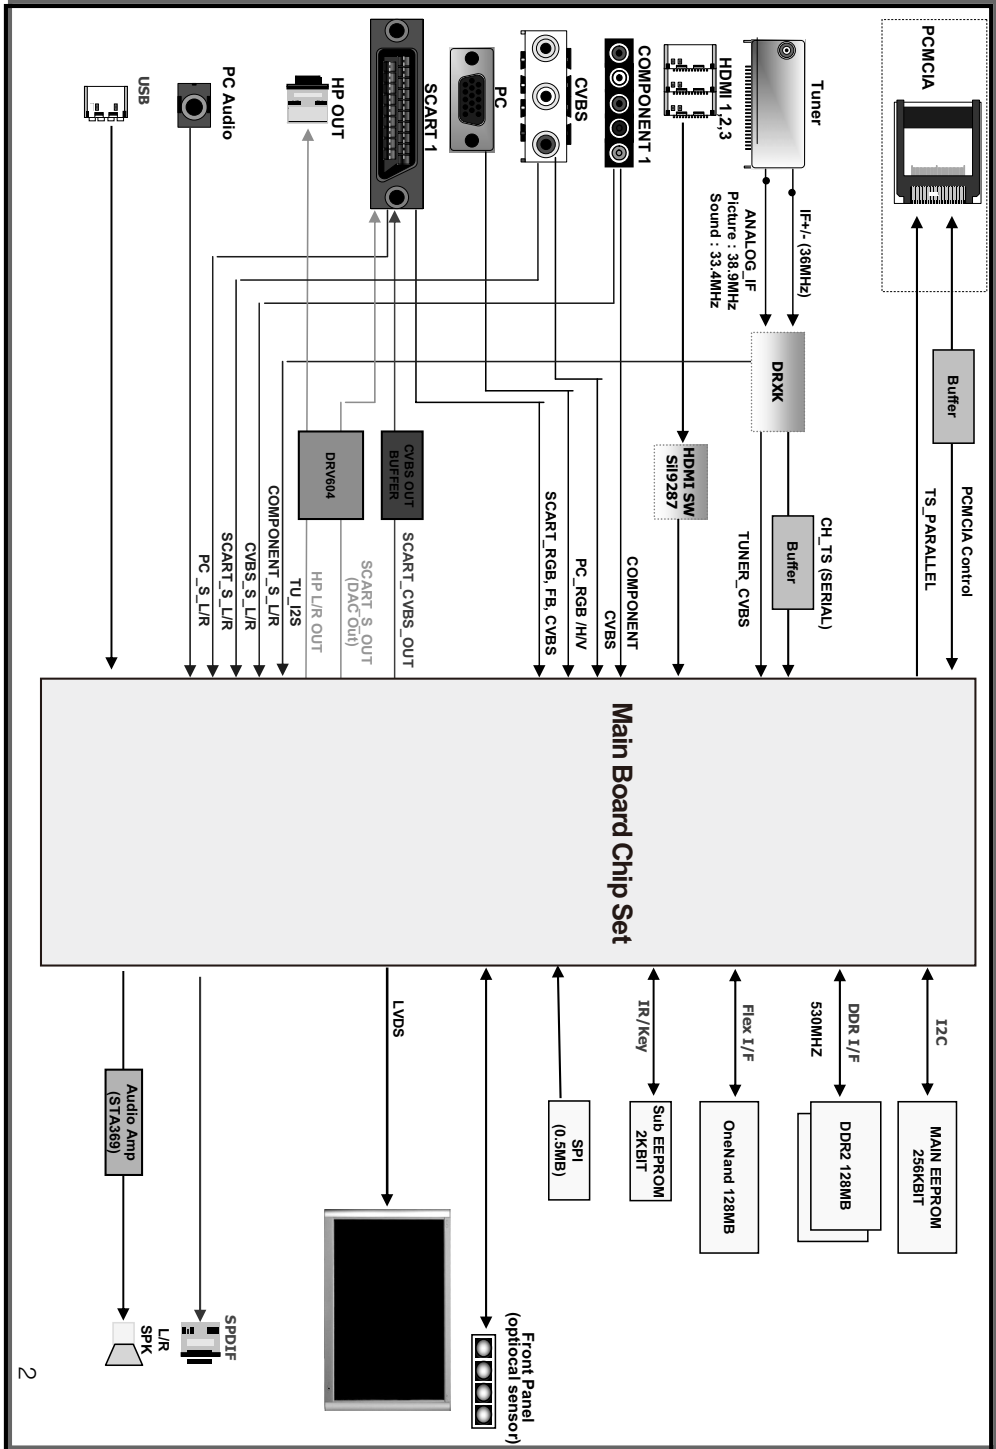 PCMCIA
Buffer
PCMCIA Control
TS_PARALLEL
Tuner
IF+/- (36MHz)
ANALOG_IF
Picture : 38.9MHz
Sound : 33.4MHz
DRXK
CH_TS (SERIAL)
Buffer
TUNER_CVBS
HDMI 1,2,3
HDMI SW
Sil9287
COMPONENT 1
COMPONENT
CVBS
CVBS
PC
PC_RGB /H/V
SCART 1
SCART_RGB, FB, CVBS
CVBS OUT
BUFFER
SCART_CVBS_OUT
HP OUT
DRV604
SCART_S_OUT
(DAC Out)
HP L/R OUT
TU_I2S
COMPONENT_S_L/R
CVBS_S_L/R
SCART_S_L/R
PC _S_L/R
PC Audio
USB
Main Board Chip Set
I2C
MAIN EEPROM
256KBIT
DDR I/F
530MHZ
DDR2 128MB
Flex I/F
OneNand 128MB
IR/Key
Sub EEPROM
2KBIT
SPI
(0.5MB)
Front Panel
(optiocal sensor)
LVDS
SPDIF
Audio Amp
(STA369)
L/R
SPK
2